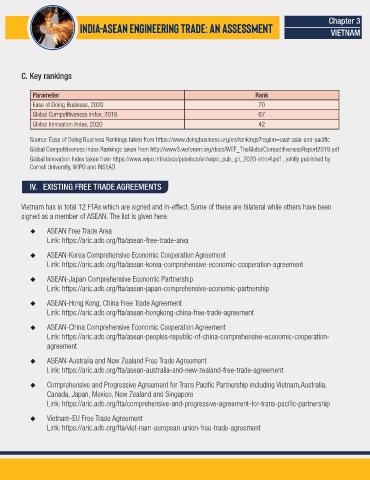 INDIA-ASEAN ENGINEERING TRADE: AN ASSESSMENT
Chapter 3
VIETNAM
C. Key rankings
Parameter Rank
Ease of Doing Business, 2020 70
Global Competitiveness index, 2019 67
Global Innovation Index, 2020 42
Source: Ease of Doing Business Rankings taken from https://www.doingbusiness.org/en/rankings?region=east-asia-and-pacific
Global Competitiveness Index Rankings taken from http://www3.weforum.org/docs/WEF_TheGlobalCompetitivenessReport2019.pdf
Global Innovation Index taken from https://www.wipo.int/edocs/pubdocs/en/wipo_pub_gii_2020-intro4.pdf , jointly published by
Cornell University, WIPO and INSEAD
IV. EXISTING FREE TRADE AGREEMENTS
Vietnam has in total 12 FTAs which are signed and in-effect. Some of these are bilateral while others have been
signed as a member of ASEAN. The list is given here.
◆ ASEAN Free Trade Area
Link: https://aric.adb.org/fta/asean-free-trade-area
◆ ASEAN-Korea Comprehensive Economic Cooperation Agreement
Link: https://aric.adb.org/fta/asean-korea-comprehensive-economic-cooperation-agreement
◆ ASEAN-Japan Comprehensive Economic Partnership
Link: https://aric.adb.org/fta/asean-japan-comprehensive-economic-partnership
◆ ASEAN-Hong Kong, China Free Trade Agreement
Link: https://aric.adb.org/fta/asean-hongkong-china-free-trade-agreement
◆ ASEAN-China Comprehensive Economic Cooperation Agreement
Link: https://aric.adb.org/fta/asean-peoples-republic-of-china-comprehensive-economic-cooperation-
agreement
◆ ASEAN-Australia and New Zealand Free Trade Agreement
Link: https://aric.adb.org/fta/asean-australia-and-new-zealand-free-trade-agreement
◆ Comprehensive and Progressive Agreement for Trans Pacific Partnership including Vietnam,Australia,
Canada, Japan, Mexico, New Zealand and Singapore
Link: https://aric.adb.org/fta/comprehensive-and-progressive-agreement-for-trans-pacific-partnership
◆ Vietnam-EU Free Trade Agreement
Link: https://aric.adb.org/fta/viet-nam-european-union-free-trade-agreement